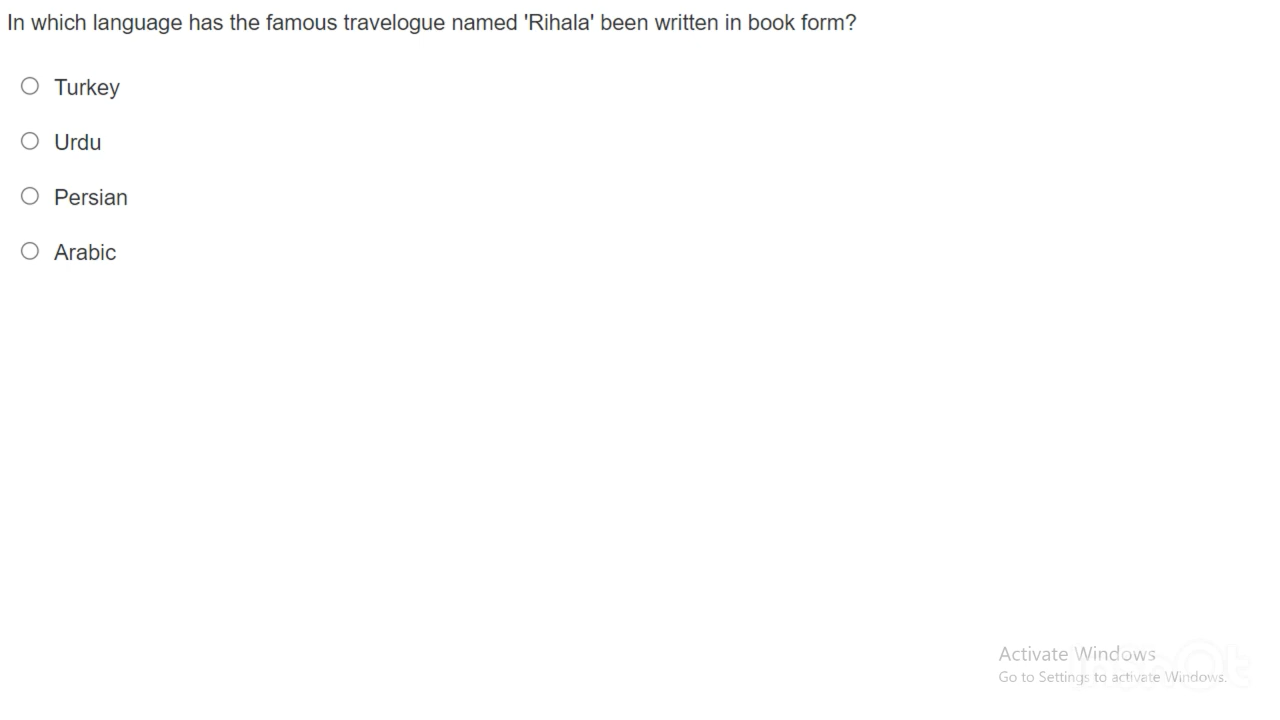 In which language has the famous travelogue named 'Rihala' been written in book form?
Turkey
Urdu
Persian
Arabic
Activate Windows
Go to Settings to activate Windows.